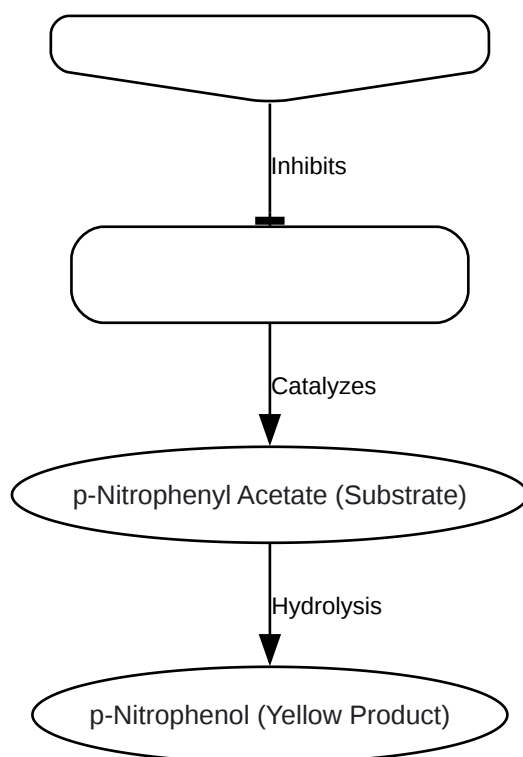 Inhibits
Catalyzes
p-Nitrophenyl Acetate (Substrate)
Hydrolysis
p-Nitrophenol (Yellow Product)